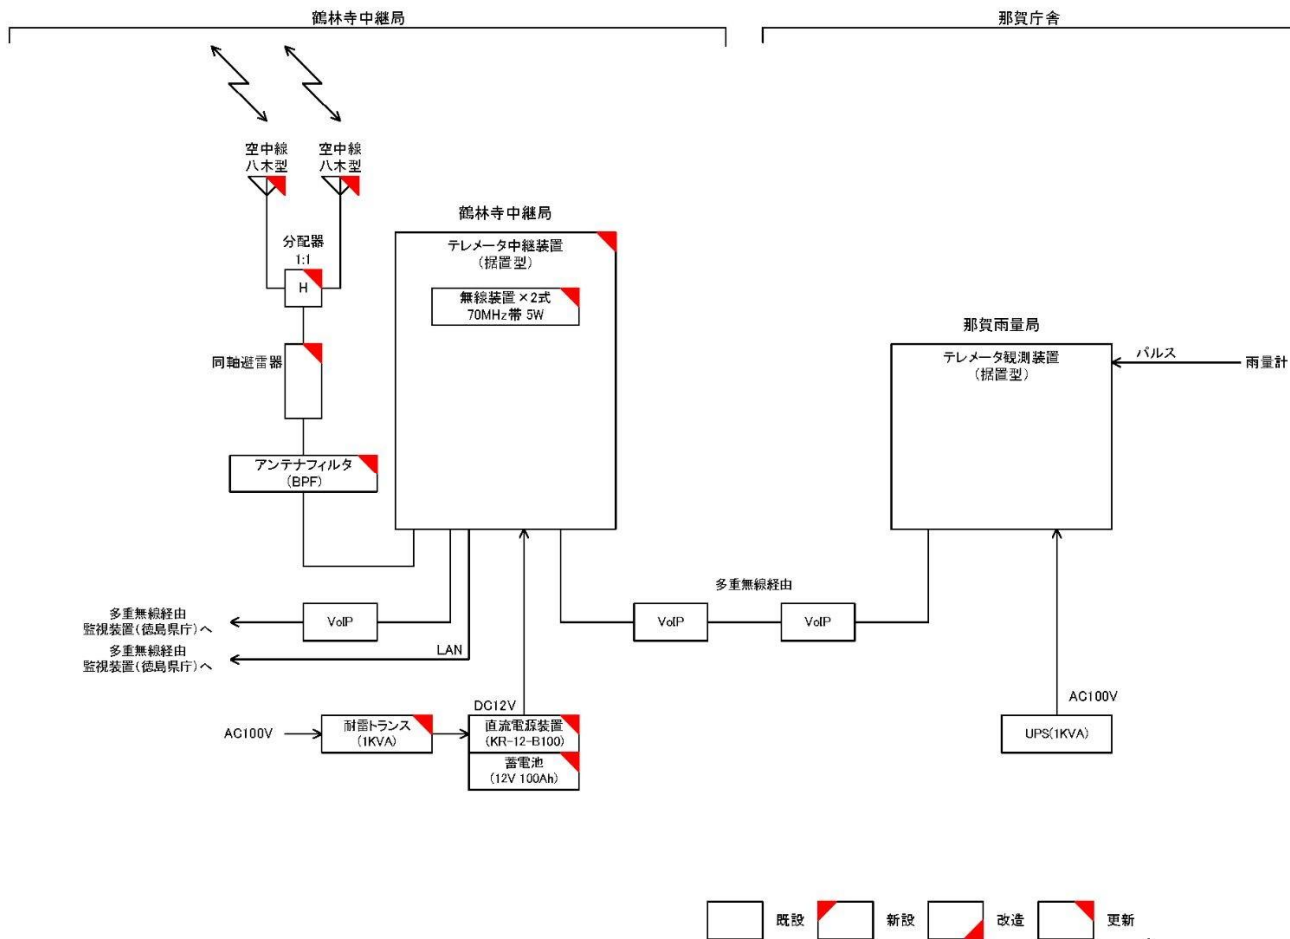 鶴林寺中継局
那賀庁舎
空中線
八木型
空中線
八木型
分配器
1:1
H
同軸避雷器
アンテナフィルタ
(BPF)
鶴林寺中継局
テレメータ中継装置
(据置型)
無線装置×2式
70MHz帯 5W
那賀雨量局
テレメータ観測装置
(据置型)
パルス
雨量計
多重無線経由
監視装置(徳島県庁)へ
VoIP
多重無線経由
監視装置(徳島県庁)へ
LAN
多重無線経由
VoIP
VoIP
DC12V
AC100V
耐雷トランス
(1KVA)
直流電源装置
(KR-12-B100)
蓄電池
(12V 100Ah)
AC100V
UPS(1KVA)
既設
新設
改造
更新